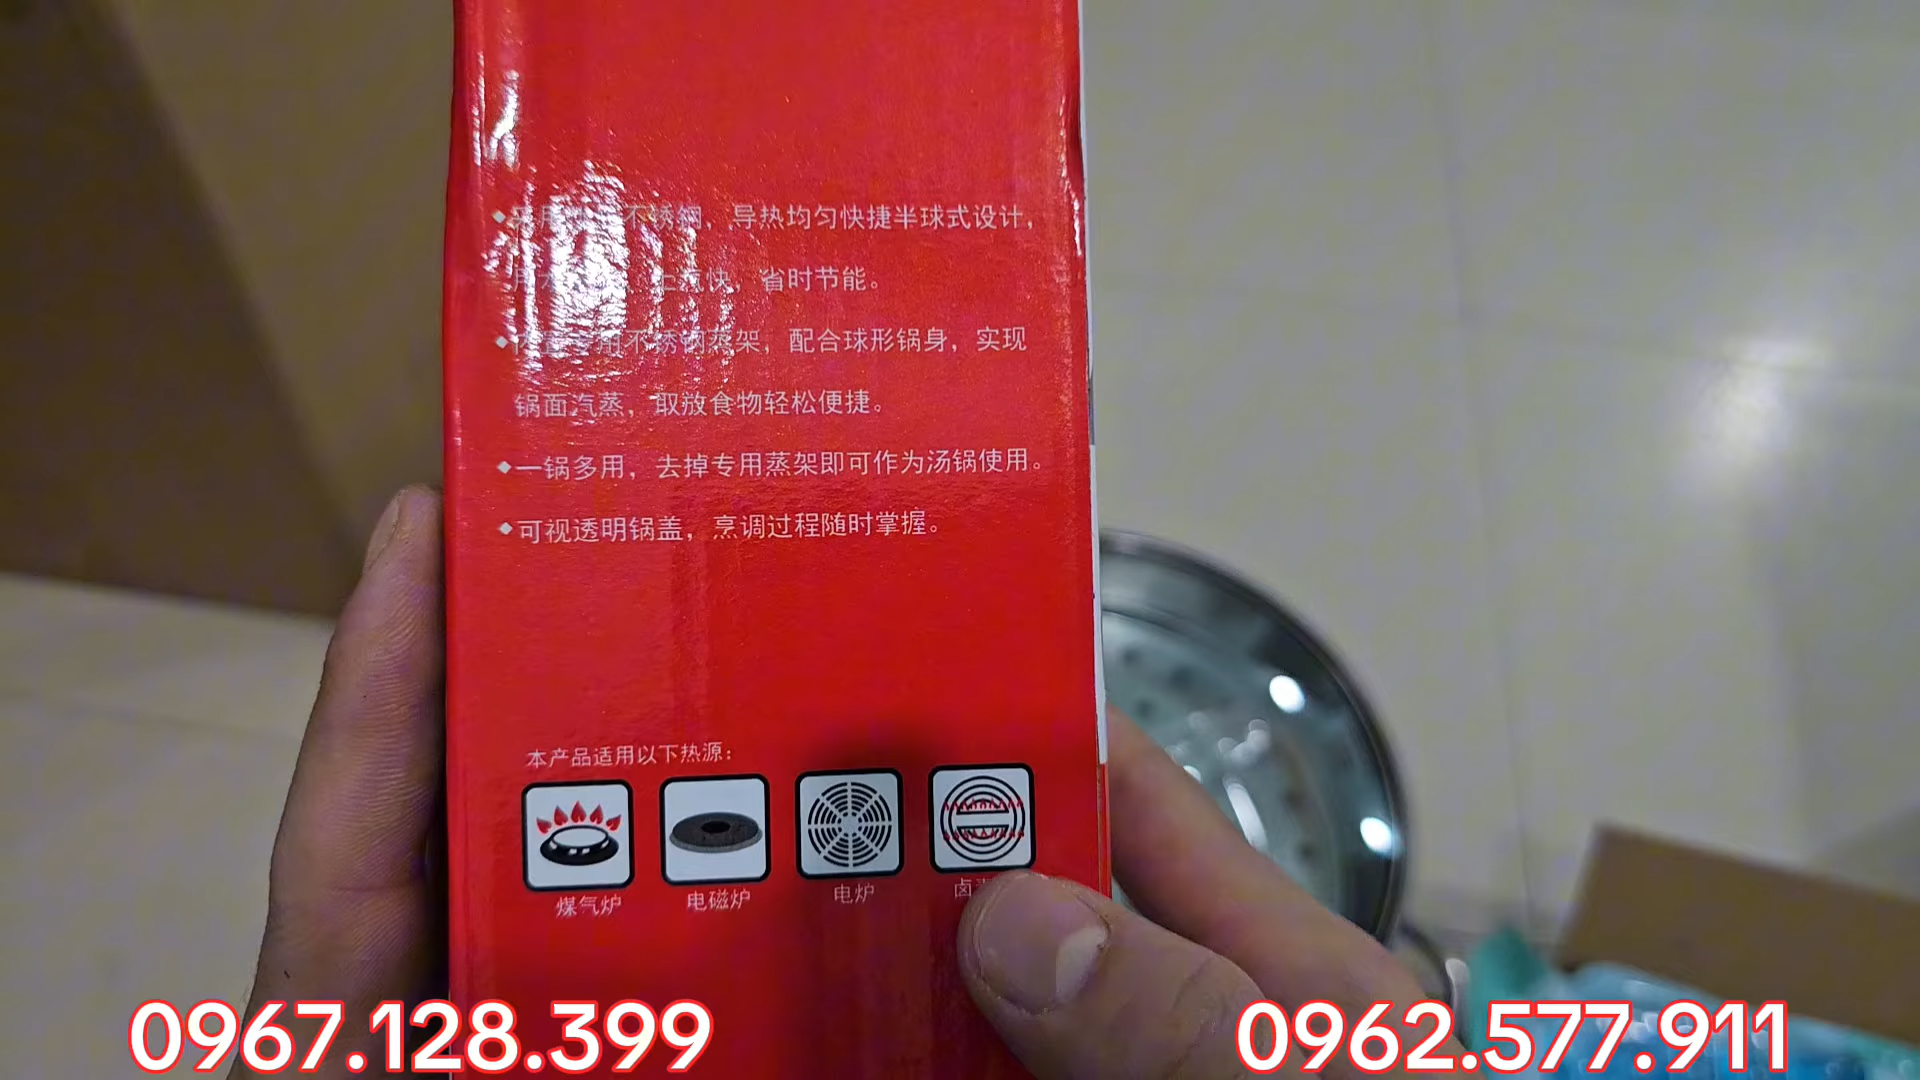 不锈钢，导热均匀快捷半球式设计，
上汽快，省时节能。
不锈钢蒸架，配合球形锅身，实现
锅面汽蒸，取放食物轻松便捷。
一锅多用，去掉专用蒸架即可作为汤锅使用。
可视透明锅盖，烹调过程随时掌握。
本产品适用以下热源：
煤气炉 电磁炉 电炉 卤
0967.128.399 0962.577.911